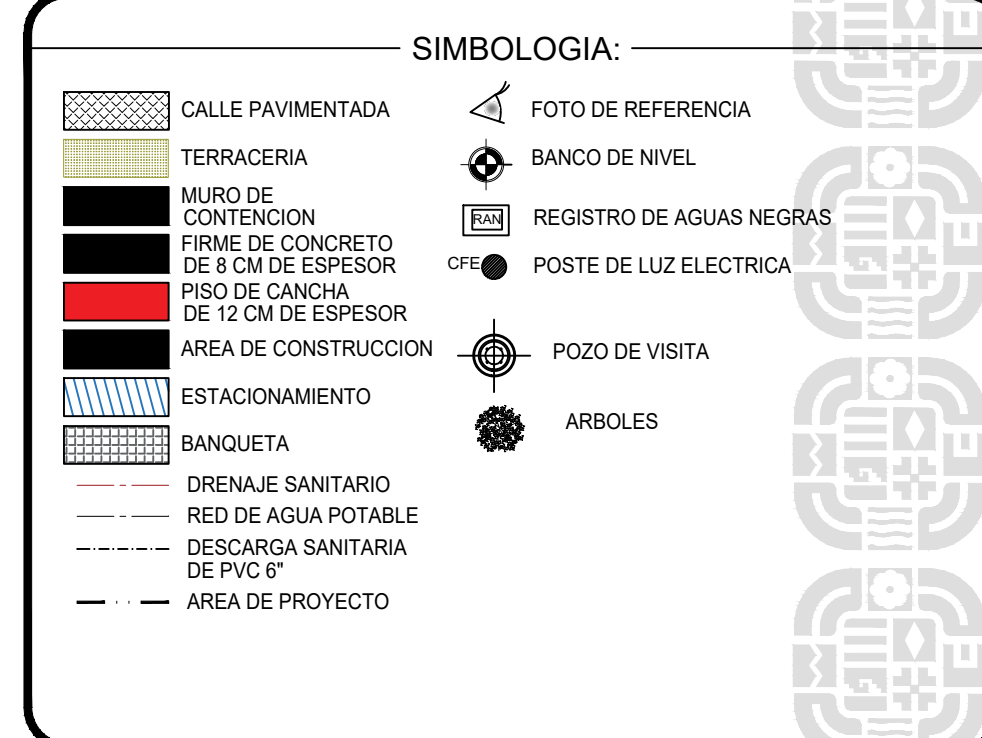 SIMBOLOGIA:
CALLE PAVIMENTADA
TERRACERIA
MURO DE
CONTENCION
FIRME DE CONCRETO
DE 8 CM DE ESPESOR
PISO DE CANCHA
DE 12 CM DE ESPESOR
AREA DE CONSTRUCCION
ESTACIONAMIENTO
BANQUETA
DRENAJE SANITARIO
RED DE AGUA POTABLE
DESCARGA SANITARIA
DE PVC 6"
AREA DE PROYECTO
FOTO DE REFERENCIA
BANCO DE NIVEL
RAN REGISTRO DE AGUAS NEGRAS
CFE POSTE DE LUZ ELECTRICA
POZO DE VISITA
ARBOLES